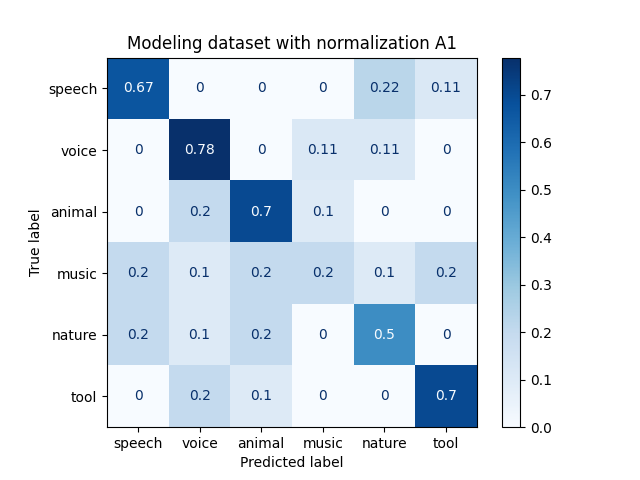 Modeling dataset with normalization A1
True label
speech 0.67 0 0 0 0.22 0.11
voice 0 0.78 0 0.11 0.11 0
animal 0 0.2 0.7 0.1 0 0
music 0.2 0.1 0.2 0.2 0.1 0.2
nature 0.2 0.1 0.2 0 0.5 0
tool 0 0.2 0.1 0 0 0.7
speech voice animal music nature tool
Predicted label
0.7
0.6
0.5
0.4
0.3
0.2
0.1
0.0